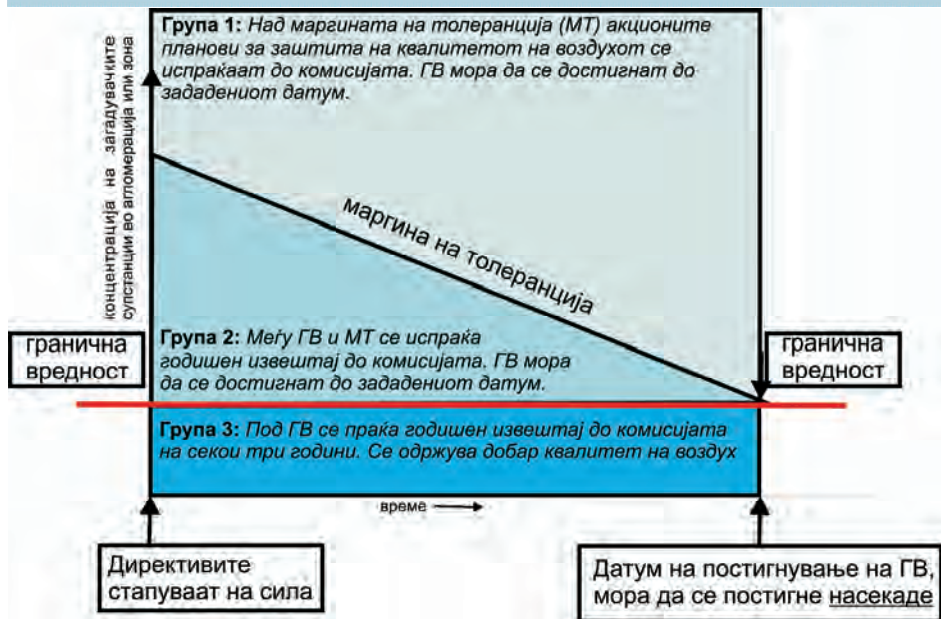 Група 1: Над маргината на толеранција (МТ) акционите
планови за заштита на квалитетот на воздухот се
испраќаат до комисијата. ГВ мора да се достигнат до
зададениот датум.
концентрација на загадувачките
супстанции во агломерација или зона
маргина на толеранција
Група 2: Меѓу ГВ и МТ се испраќа
годишен извештај до комисијата. ГВ мора
да се достигнат до зададениот датум.
гранична
вредност
гранична
вредност
Група 3: Под ГВ се праќа годишен извештај до комисијата
на секои три години. Се одржува добар квалитет на воздух
време
Директивите
стапуваат на сила
Датум на постигнување на ГВ,
мора да се постигне насекаде